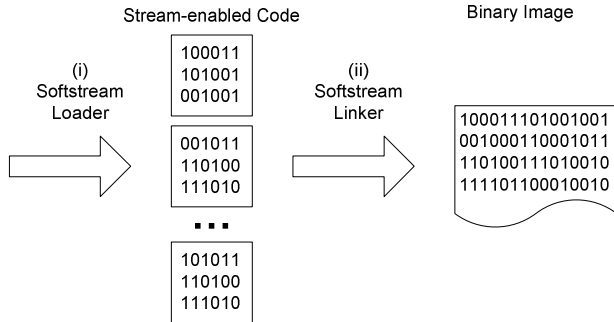 Stream-enabled Code
Binary Image
(i)
Softstream
Loader
100011
101001
001001
001011
110100
111010
...
101011
110100
111010
(ii)
Softstream
Linker
100011101001001
001000110001011
110100111010010
111101100010010